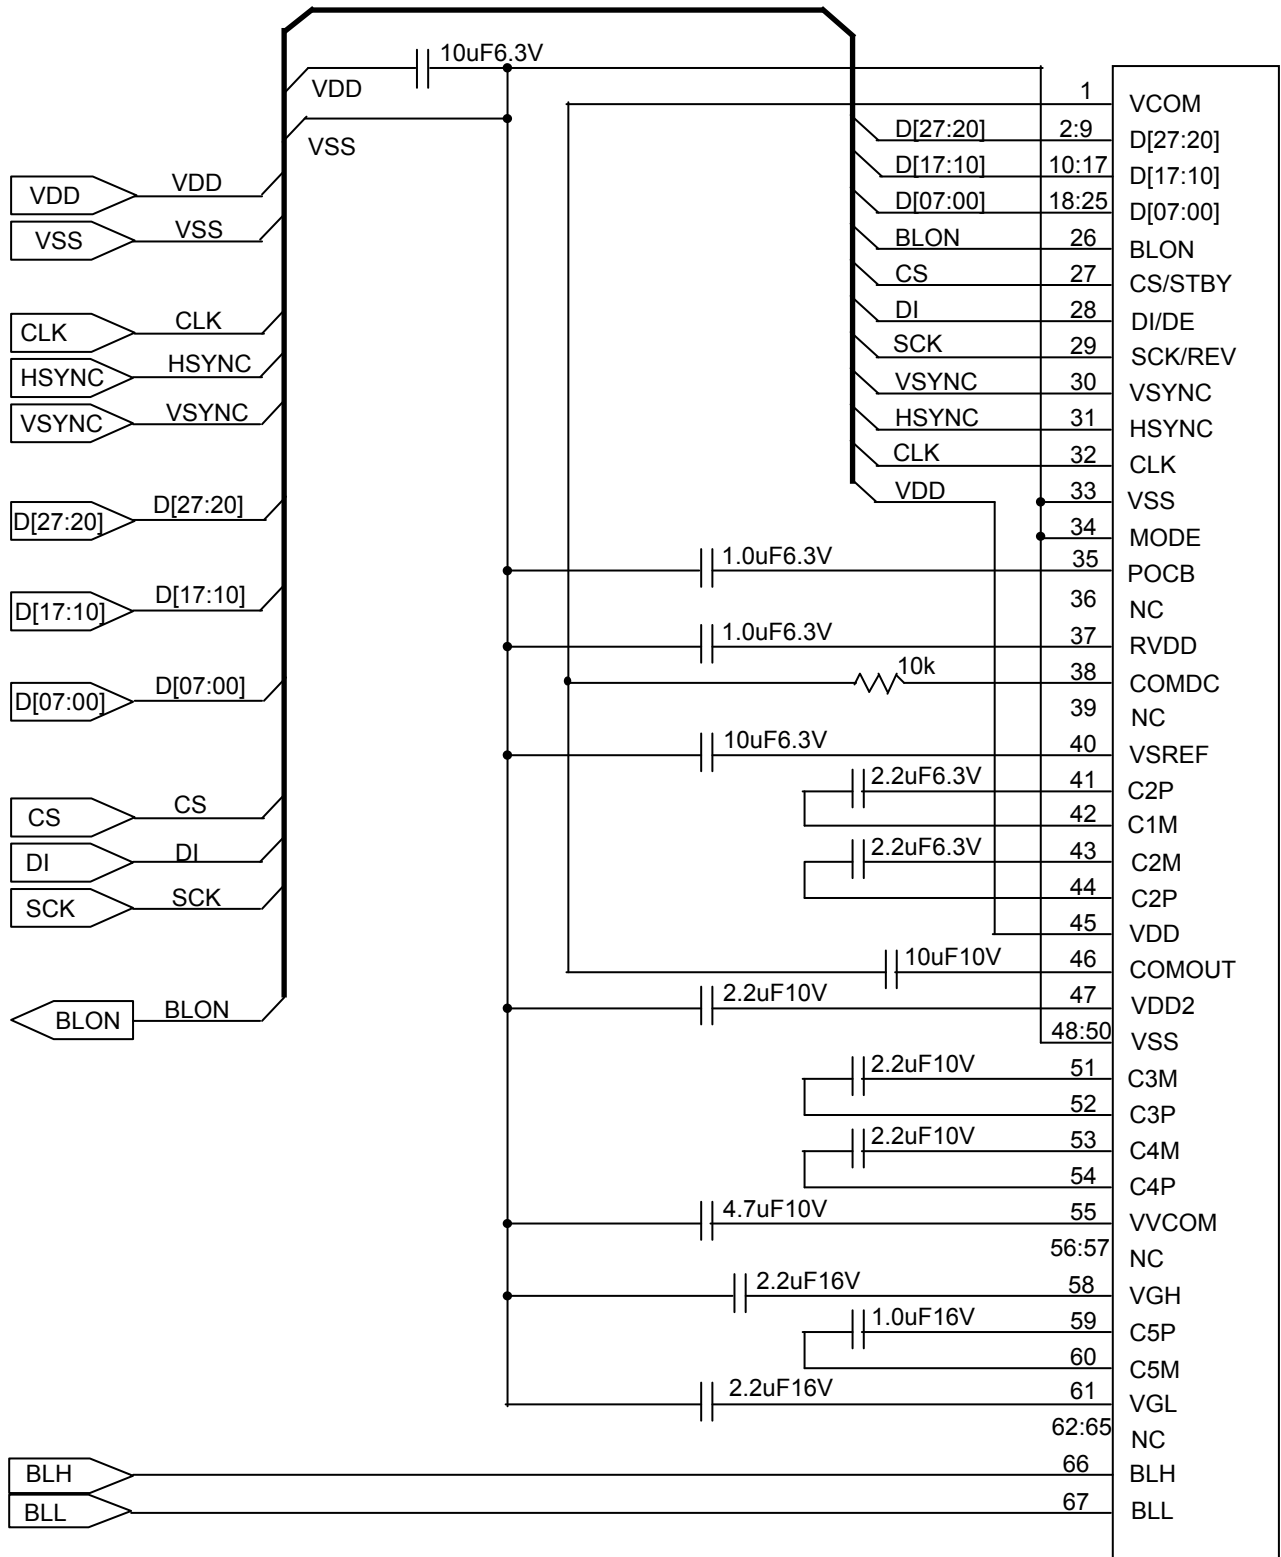 10uF6.3V
VDD
VSS
VDD VDD
VSS VSS
CLK CLK
HSYNC HSYNC
VSYNC VSYNC
D[27:20] D[27:20]
D[17:10] D[17:10]
D[07:00] D[07:00]
CS CS
DI DI
SCK SCK
BLON BLON
1 VCOM
D[27:20] 2:9 D[27:20]
D[17:10] 10:17 D[17:10]
D[07:00] 18:25 D[07:00]
BLON 26 BLON
CS 27 CS/STBY
DI 28 DI/DE
SCK 29 SCK/REV
VSYNC 30 VSYNC
HSYNC 31 HSYNC
CLK 32 CLK
VDD 33 VSS
34 MODE
1.0uF6.3V 35 POCB
36 NC
1.0uF6.3V 37 RVDD
10k 38 COMDC
39 NC
10uF6.3V 40 VSREF
2.2uF6.3V 41 C2P
42 C1M
2.2uF6.3V 43 C2M
44 C2P
45 VDD
10uF10V 46 COMOUT
2.2uF10V 47 VDD2
48:50 VSS
2.2uF10V 51 C3M
52 C3P
2.2uF10V 53 C4M
54 C4P
4.7uF10V 55 VVCOM
56:57 NC
2.2uF16V 58 VGH
1.0uF16V 59 C5P
60 C5M
2.2uF16V 61 VGL
62:65 NC
BLH 66 BLH
BLL 67 BLL